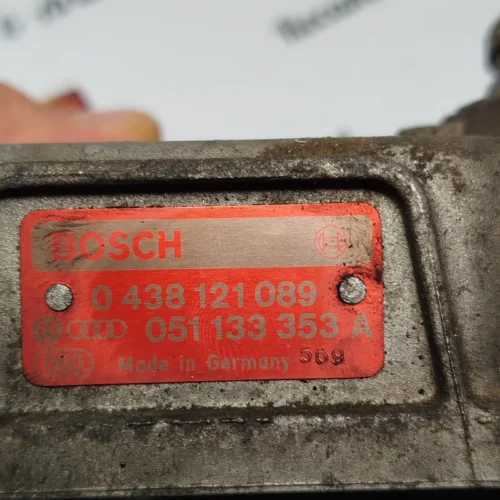 BOSCH
0 438 121 089
051 133 353 A
Made in Germany 569